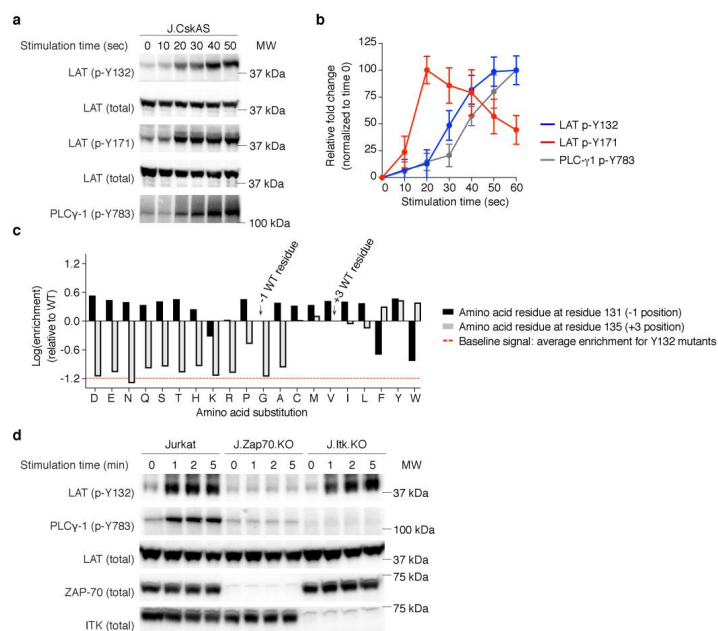 a
J.CskAS
Stimulation time (sec)
0 10 20 30 40 50 MW
LAT (p-Y132)
37 kDa
LAT (total)
LAT (p-Y171)
37 kDa
LAT (total)
37 kDa
PLCγ-1 (p-Y783)
100 kDa
b
Relative fold change
(normalized to time 0)
125
100
75
50
25
0
0 10 20 30 40 50 60
Stimulation time (sec)
LAT p-Y132
LAT p-Y171
PLC-γ1 p-Y783
c
Log(enrichment)
(relative to WT)
1.2
0.6
0.0
-0.6
-1.2
-1 WT residue
+3 WT residue
D E N Q S T H K R P G A C M V I L F Y W
Amino acid substitution
Amino acid residue at residue 131 (-1 position)
Amino acid residue at residue 135 (+3 position)
Baseline signal: average enrichment for Y132 mutants
d
Jurkat J.Zap70.KO J.Itk.KO
Stimulation time (min) 0 1 2 5 0 1 2 5 0 1 2 5 MW
LAT (p-Y132)
37 kDa
PLCγ-1 (p-Y783)
100 kDa
LAT (total)
37 kDa
75 kDa
ZAP-70 (total)
75 kDa
ITK (total)